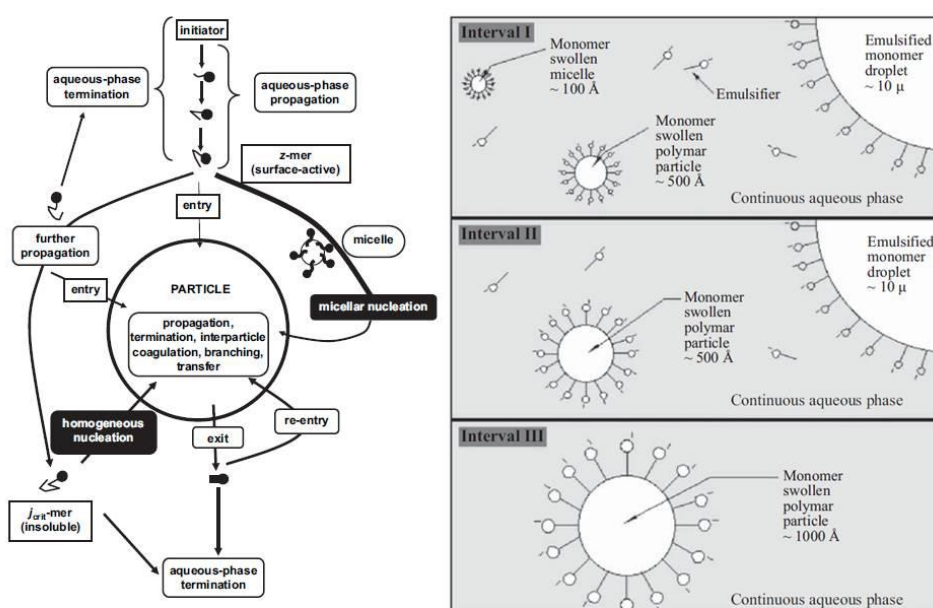 initiator
aqueous-phase
termination
aqueous-phase
propagation
z-mer
(surface-active)
entry
micelle
further
propagation
entry
PARTICLE
micellar nucleation
propagation,
termination, interparticle
coagulation, branching,
transfer
homogeneous
nucleation
exit
re-entry
jcrit-mer
(insoluble)
aqueous-phase
termination
Interval I
Monomer
swollen
micelle
~ 100 Å
Emulsifier
Emulsified
monomer
droplet
~ 10 μ
Monomer
swollen
polymar
particle
~ 500 Å
Continuous aqueous phase
Interval II
Monomer
swollen
polymar
particle
~ 500 Å
Emulsified
monomer
droplet
~ 10 μ
Continuous aqueous phase
Interval III
Monomer
swollen
polymar
particle
~ 1000 Å
Continuous aqueous phase